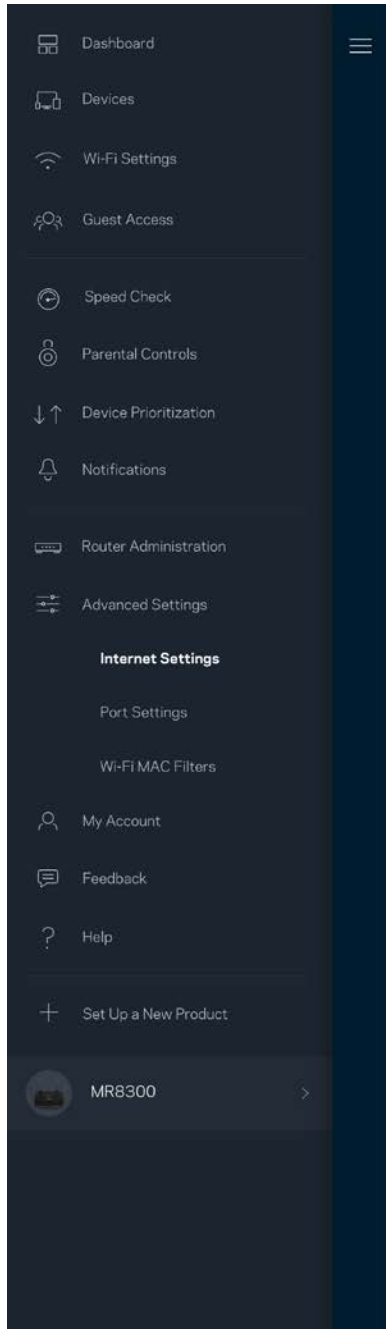 Dashboard
Devices
Wi-Fi Settings
Guest Access
Speed Check
Parental Controls
Device Prioritization
Notifications
Router Administration
Advanced Settings
Internet Settings
Port Settings
Wi-Fi MAC Filters
My Account
Feedback
Help
Set Up a New Product
MR8300